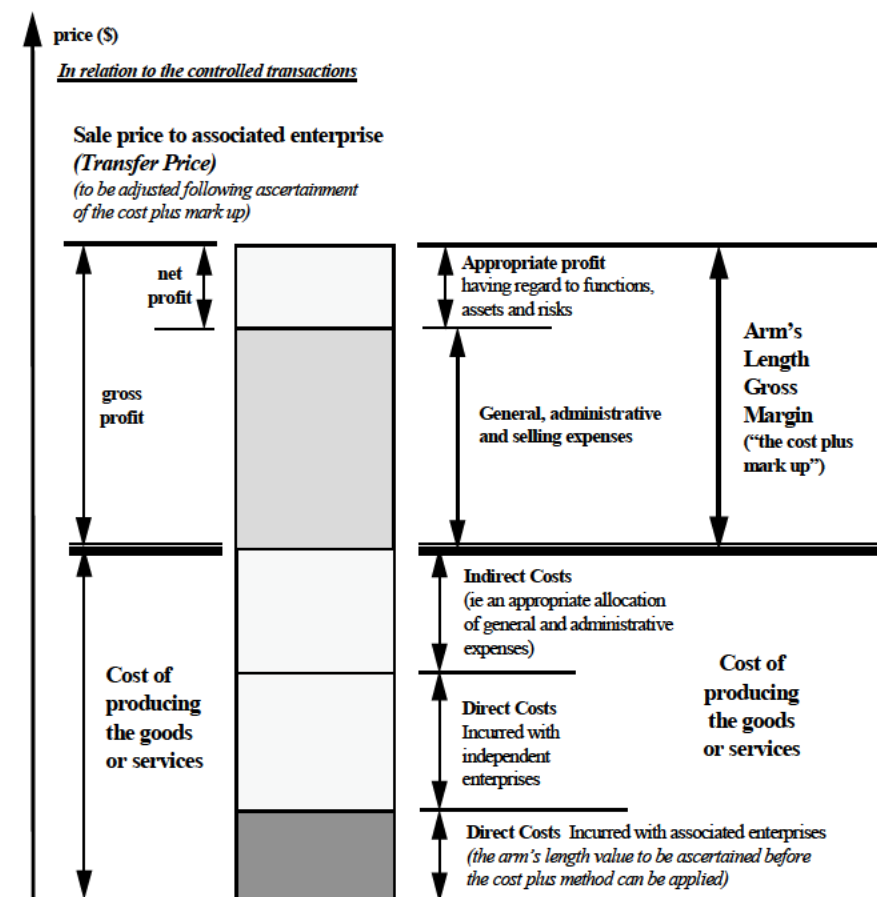 price ($)
In relation to the controlled transactions
Sale price to associated enterprise
(Transfer Price)
(to be adjusted following ascertainment
of the cost plus mark up)
net
profit
gross
profit
Appropriate profit
having regard to functions,
assets and risks
General, administrative
and selling expenses
Arm's
Length
Gross
Margin
(“the cost plus
mark up”)
Cost of
producing
the goods
or services
Indirect Costs
(ie an appropriate allocation
of general and administrative
expenses)
Direct Costs
Incurred with
independent
enterprises
Cost of
producing
the goods
or services
Direct Costs Incurred with associated enterprises
(the arm's length value to be ascertained before
the cost plus method can be applied)